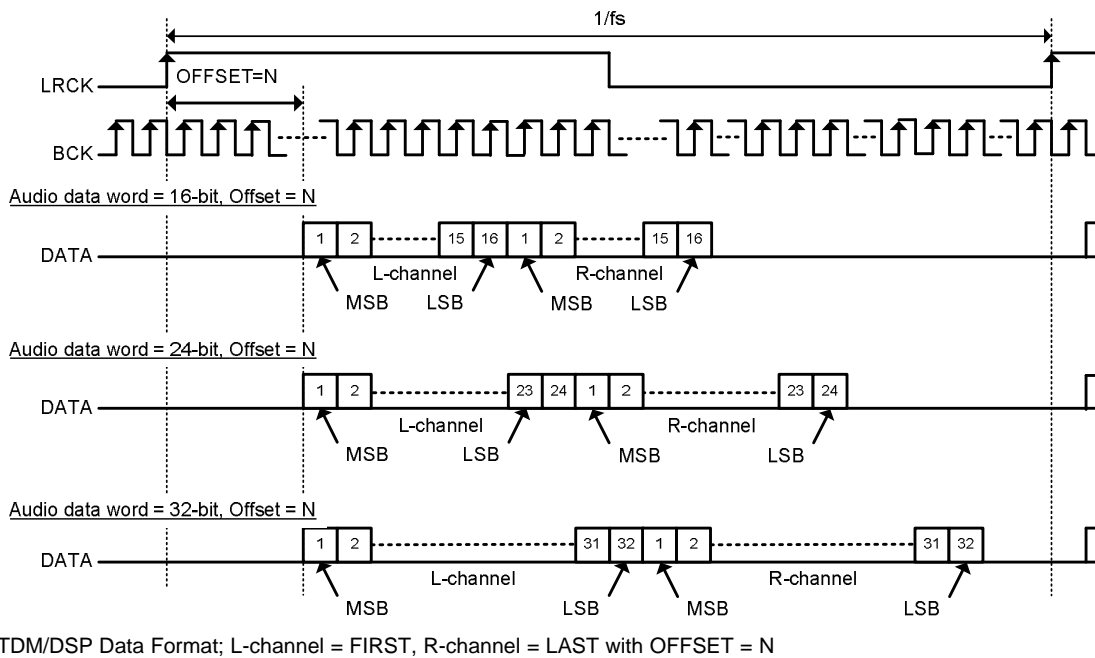 1/fs
LRCK
OFFSET=N
BCK
Audio data word = 16-bit, Offset = N
DATA
1 2 15 16 1 2 15 16
L-channel R-channel
MSB LSB MSB LSB
Audio data word = 24-bit, Offset = N
DATA
1 2 23 24 1 2 23 24
L-channel R-channel
MSB LSB MSB LSB
Audio data word = 32-bit, Offset = N
DATA
1 2 31 32 1 2 31 32
L-channel R-channel
MSB LSB MSB LSB
TDM/DSP Data Format; L-channel = FIRST, R-channel = LAST with OFFSET = N